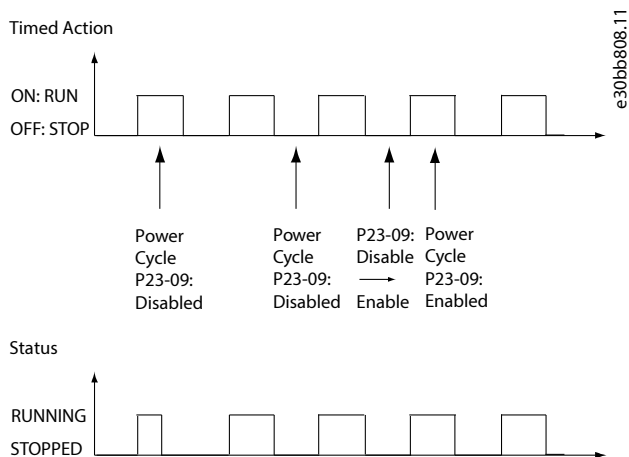 Timed Action
e30bb808.11
ON: RUN
OFF: STOP
Power
Cycle
P23-09:
Disabled
Power
Cycle
P23-09:
Disabled
P23-09:
Disable
Enable
Power
Cycle
P23-09:
Enabled
Status
RUNNING
STOPPED